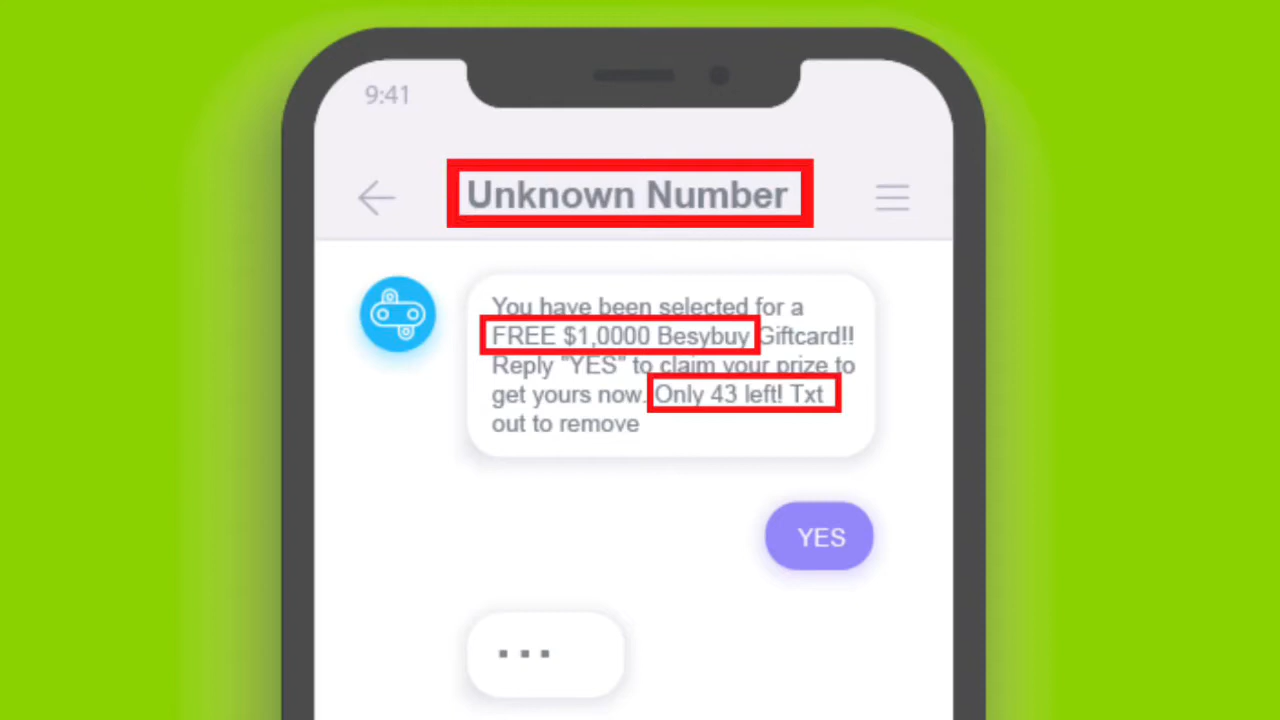 9:41
Unknown Number
You have been selected for a
FREE $1,0000 Besybuy Giftcard!!
Reply "YES" to claim your prize to
get yours now. Only 43 left! Txt
out to remove
YES